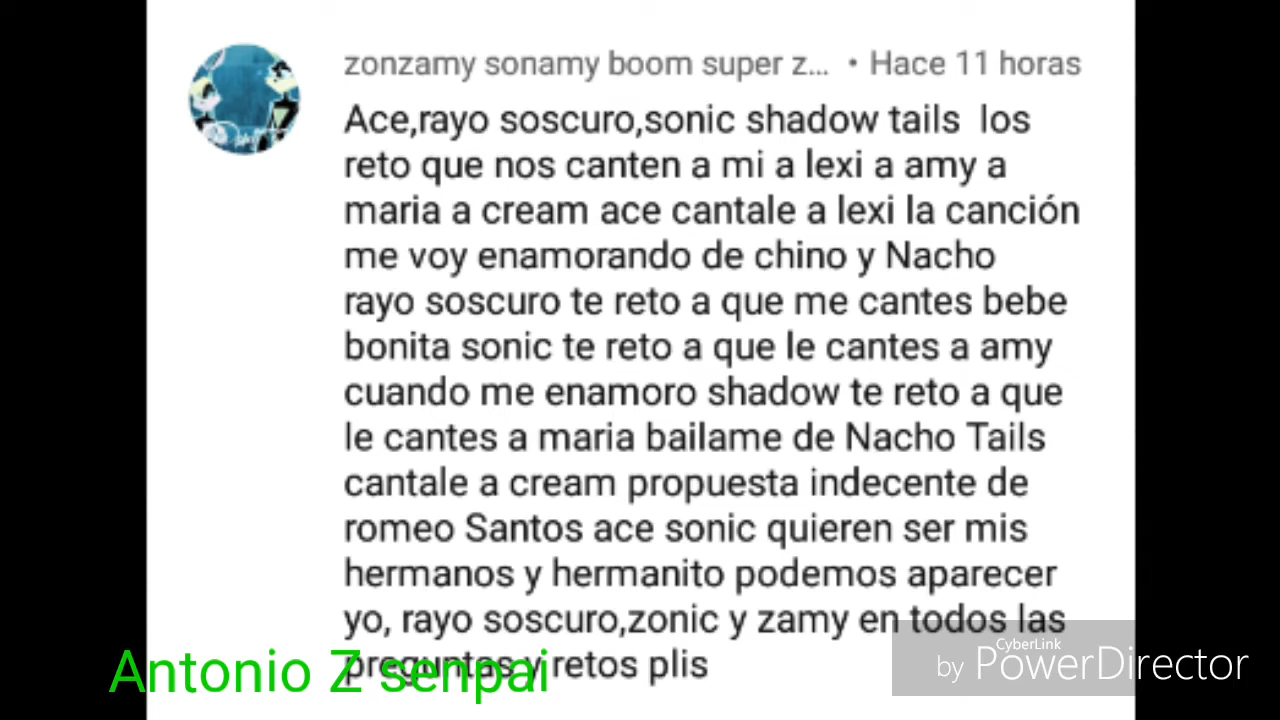 zonzamy sonamy boom super z... • Hace 11 horas
Ace,rayo soscuro,sonic shadow tails los
reto que nos canten a mi a lexi a amy a
maria a cream ace cantale a lexi la canción
me voy enamorando de chino y Nacho
rayo soscuro te reto a que me cantes bebe
bonita sonic te reto a que le cantes a amy
cuando me enamoro shadow te reto a que
le cantes a maria bailame de Nacho Tails
cantale a cream propuesta indecente de
romeo Santos ace sonic quieren ser mis
hermanos y hermanito podemos aparecer
yo, rayo soscuro,zonic y zamy en todos las
preguntas y retos plis
Antonio Z senpai
CyberLink
by PowerDirector